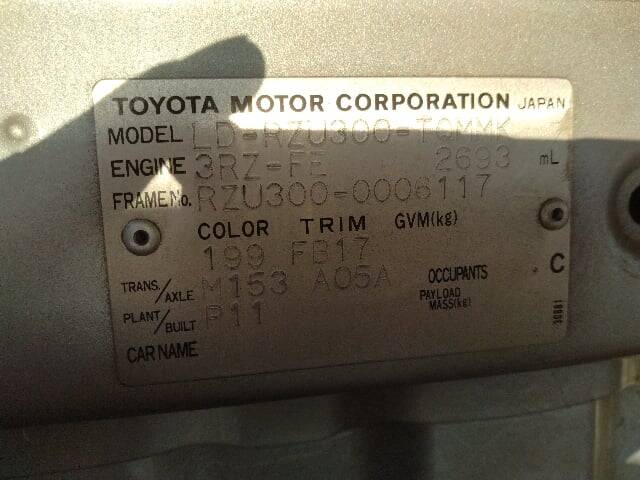 TOYOTA MOTOR CORPORATION JAPAN
MODEL LD-RZU300-TQMMK
ENGINE 3RZ-FE 2693 mL
FRAME No. RZU300-0006117
COLOR TRIM GVM(kg)
199 FB17
TRANS./AXLE M153 A05A OCCUPANTS C
PAYLOAD MASS(kg)
PLANT/BUILT P11
CAR NAME
30881